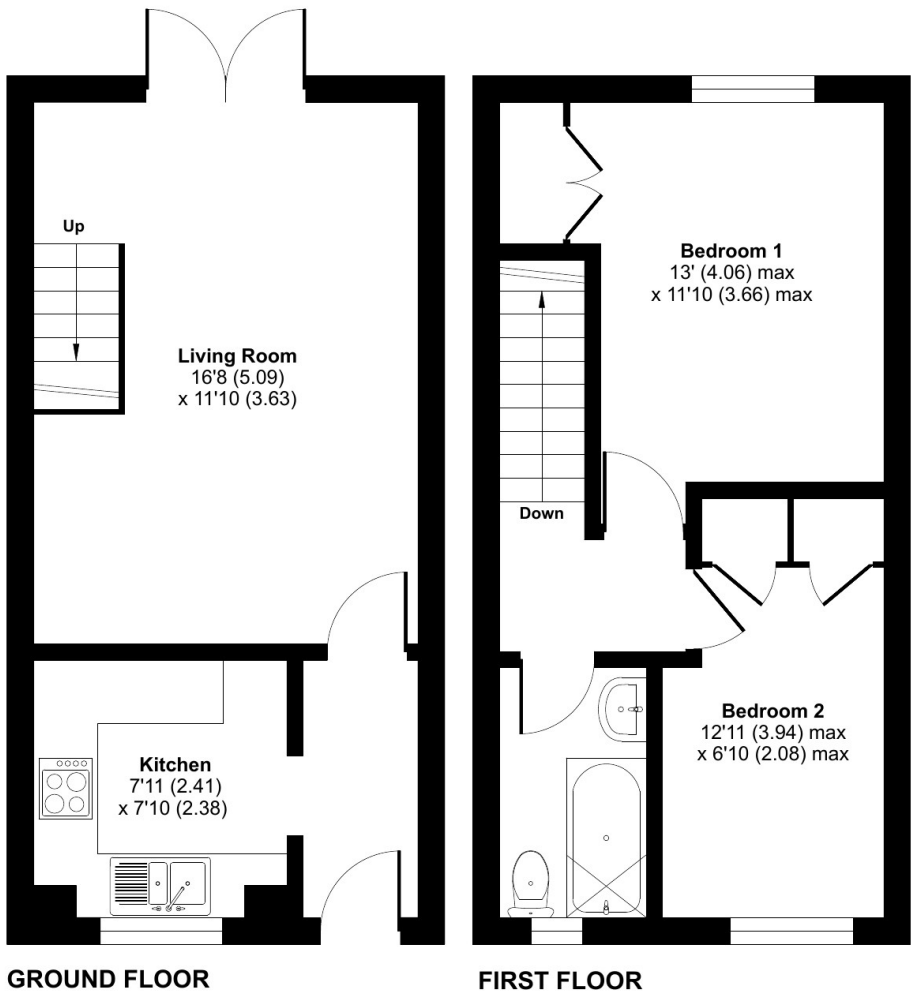 Up
Living Room
16'8 (5.09)
x 11'10 (3.63)
Kitchen
7'11 (2.41)
x 7'10 (2.38)
GROUND FLOOR
Bedroom 1
13' (4.06) max
x 11'10 (3.66) max
Down
Bedroom 2
12'11 (3.94) max
x 6'10 (2.08) max
FIRST FLOOR